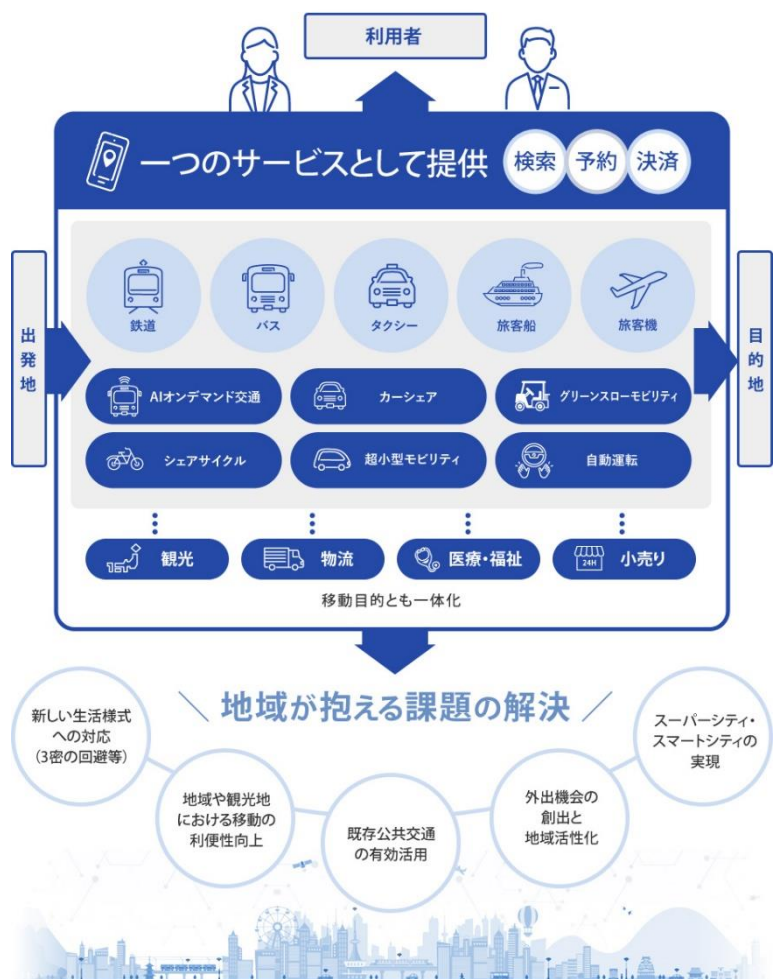 利用者
一つのサービスとして提供
検索
予約
決済
出発地
目的地
鉄道
バス
タクシー
旅客船
旅客機
AIオンデマンド交通
カーシェア
グリーンスローモビリティ
シェアサイクル
超小型モビリティ
自動運転
観光
物流
医療・福祉
24H
小売り
移動目的とも一体化
地域が抱える課題の解決
新しい生活様式
への対応
(3密の回避等)
地域や観光地
における移動の
利便性向上
既存公共交通
の有効活用
外出機会の
創出と
地域活性化
スーパーシティ・
スマートシティの
実現